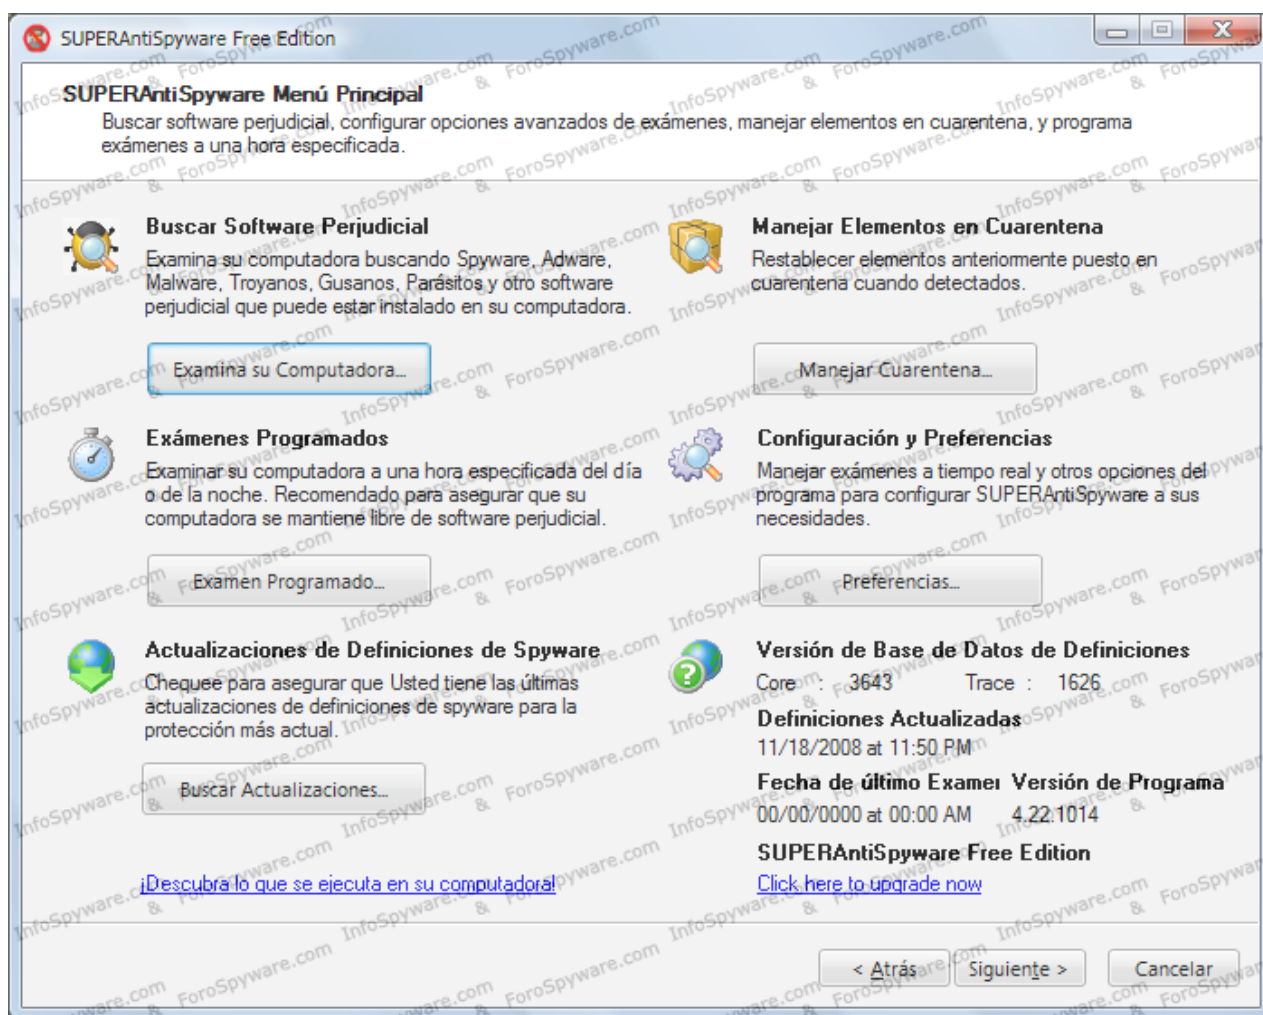 SUPERAntiSpyware Free Edition
SUPERAntiSpyware Menú Principal
Buscar software perjudicial, configurar opciones avanzados de exámenes, manejar elementos en cuarentena, y programa
exámenes a una hora especificada.
Buscar Software Perjudicial
Examina su computadora buscando Spyware, Adware,
Malware, Troyanos, Gusanos, Parásitos y otro software
perjudicial que puede estar instalado en su computadora.
Examina su Computadora...
Manejar Elementos en Cuarentena
Restablecer elementos anteriormente puesto en
cuarentena cuando detectados.
Manejar Cuarentena...
Exámenes Programados
Examinar su computadora a una hora especificada del día
o de la noche. Recomendado para asegurar que su
computadora se mantiene libre de software perjudicial.
Examen Programado...
Configuración y Preferencias
Manejar exámenes a tiempo real y otros opciones del
programa para configurar SUPERAntiSpyware a sus
necesidades.
Preferencias...
Actualizaciones de Definiciones de Spyware
Chequee para asegurar que Usted tiene las últimas
actualizaciones de definiciones de spyware para la
protección más actual.
Buscar Actualizaciones...
¡Descubra lo que se ejecuta en su computadora!
Versión de Base de Datos de Definiciones
Core : 3643 Trace : 1626
Definiciones Actualizadas
11/18/2008 at 11:50 PM
Fecha de último Examer Versión de Programa
00/00/0000 at 00:00 AM 4.22.1014
SUPERAntiSpyware Free Edition
Click here to upgrade now
< Atrás Siguiente > Cancelar
InfoSpyware.com & ForoSpyware.com